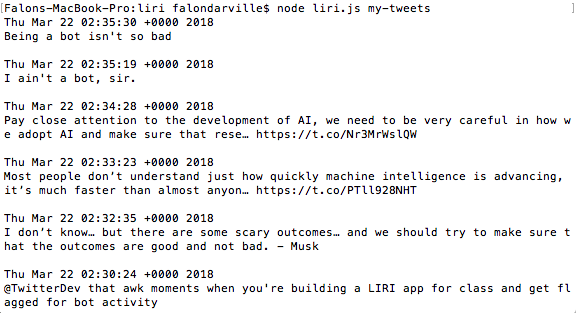 [Falons-MacBook-Pro:liri falondarville$ node liri.js my-tweets ]
Thu Mar 22 02:35:30 +0000 2018
Being a bot isn't so bad
Thu Mar 22 02:35:19 +0000 2018
I ain't a bot, sir.
Thu Mar 22 02:34:28 +0000 2018
Pay close attention to the development of AI, we need to be very careful in how w
e adopt AI and make sure that rese… https://t.co/Nr3MrWslQW
Thu Mar 22 02:33:23 +0000 2018
Most people don’t understand just how quickly machine intelligence is advancing,
it’s much faster than almost anyon… https://t.co/PTll928NHT
Thu Mar 22 02:32:35 +0000 2018
I don’t know… but there are some scary outcomes… and we should try to make sure t
hat the outcomes are good and not bad. – Musk
Thu Mar 22 02:30:24 +0000 2018
@TwitterDev that awk moments when you're building a LIRI app for class and get fl
agged for bot activity